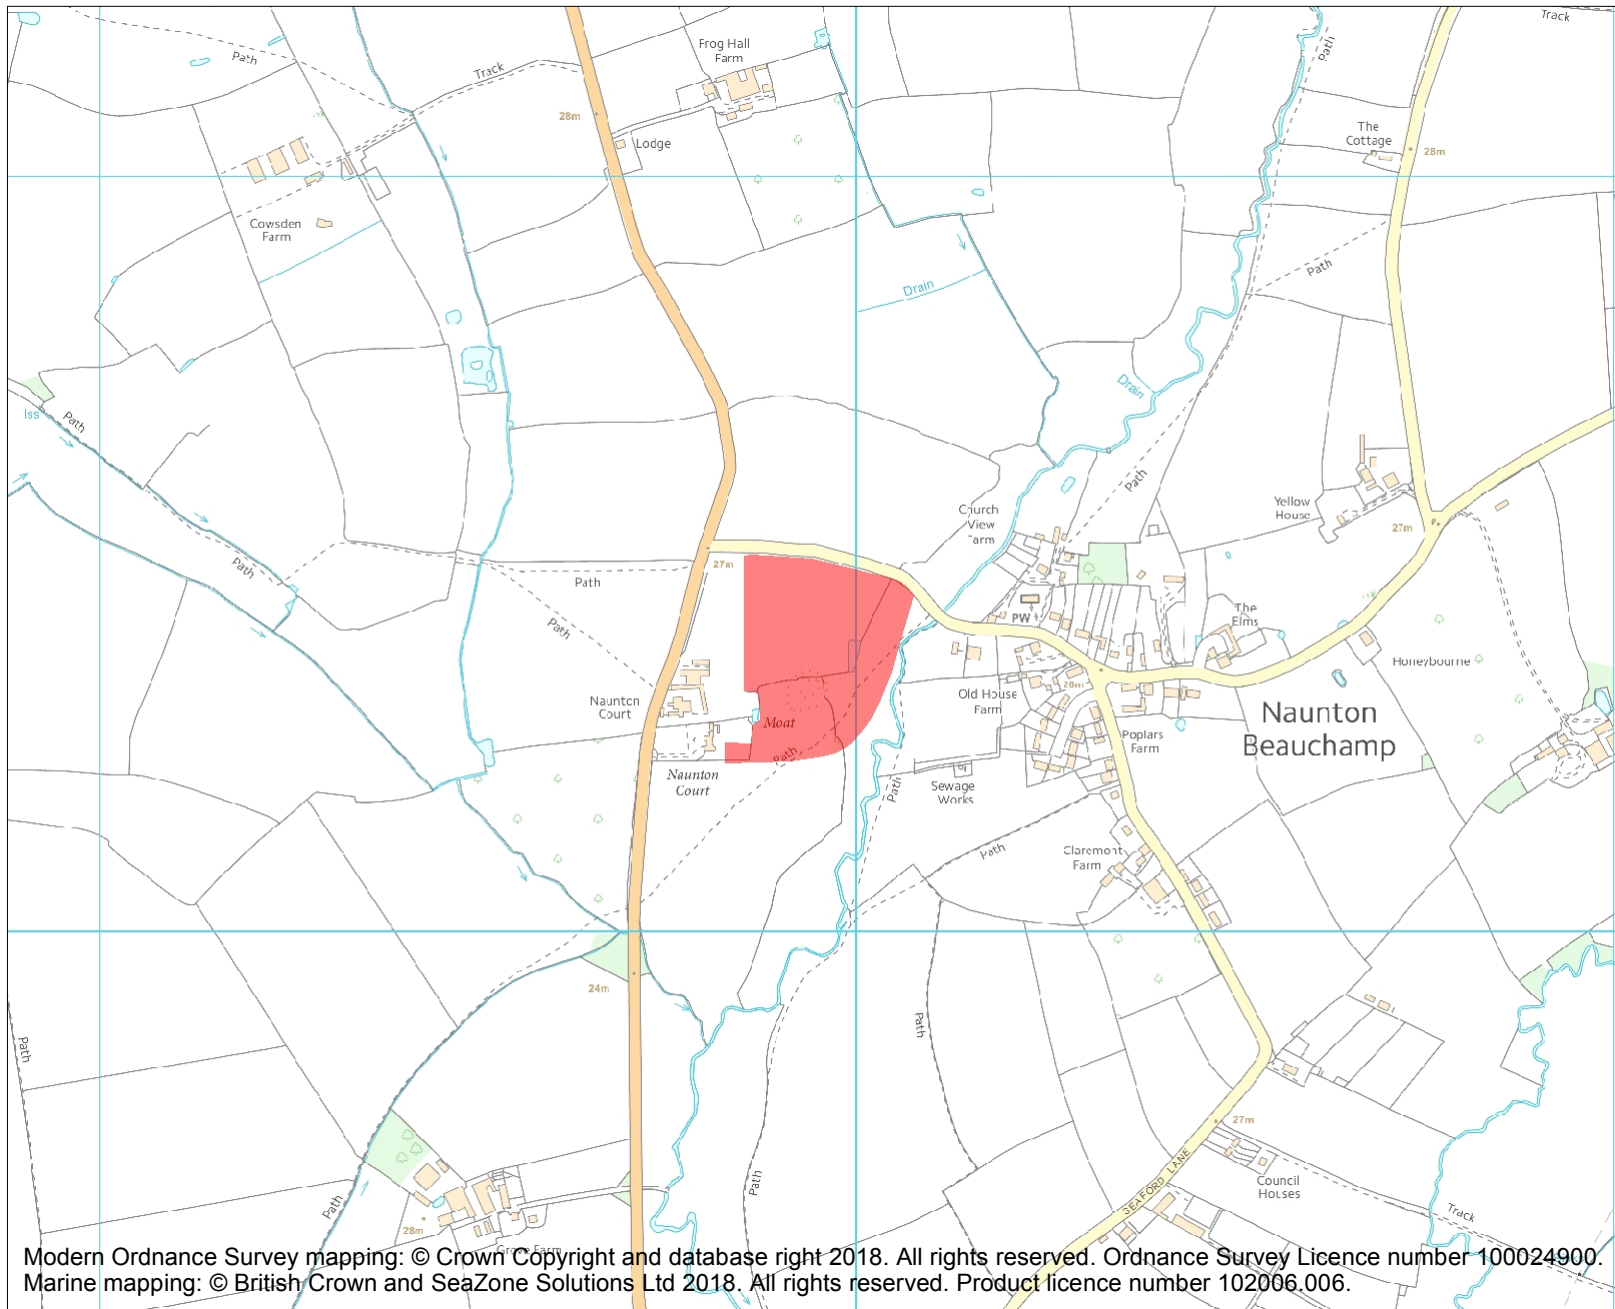 Track
Path
Frog Hall
Farm
Path
Track
28m
Lodge
The
Cottage
28m
Cowsden
Farm
Path
Drain
Drain
Iss
Path
Path
Church
View
Farm
Yellow
House
27m
27m
Path
Path
Path
PW
The
Elms
Honeybourne
Naunton
Court
Moat
Old House
Farm
28m
Naunton
Beauchamp
Poplars
Farm
Path
Naunton
Court
Path
Sewage
Works
Path
Claremont
Farm
24m
Path
Path
27m
Path
SEAFORD LANE
Council
Houses
Path
Track
28m
Grove Farm
Modern Ordnance Survey mapping: © Crown Copyright and database right 2018. All rights reserved. Ordnance Survey Licence number 100024900.
Marine mapping: © British Crown and SeaZone Solutions Ltd 2018. All rights reserved. Product licence number 102006.006.